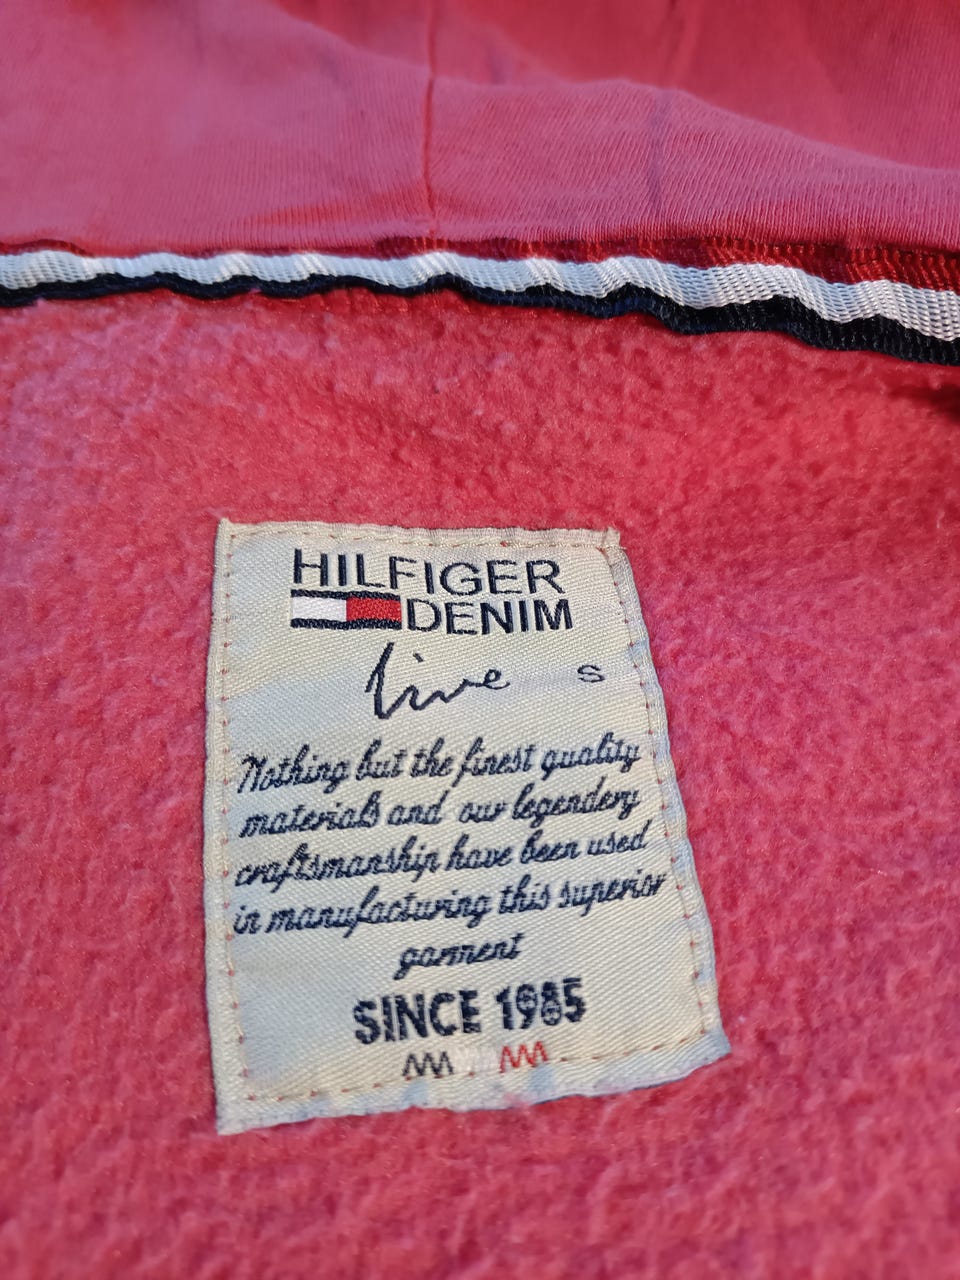 HILFIGER
DENIM
Live S
Nothing but the finest quality
materials and our legendery
craftsmanship have been used
in manufacturing this superior
garment
SINCE 1985